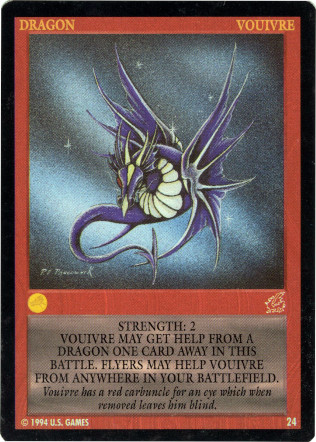 DRAGON
VOUIVRE
STRENGTH: 2
VOUIVRE MAY GET HELP FROM A
DRAGON ONE CARD AWAY IN THIS
BATTLE. FLYERS MAY HELP VOUIVRE
FROM ANYWHERE IN YOUR BATTLEFIELD.
Vouivre has a red carbuncle for an eye which when
removed leaves him blind.
© 1994 U.S. GAMES
24